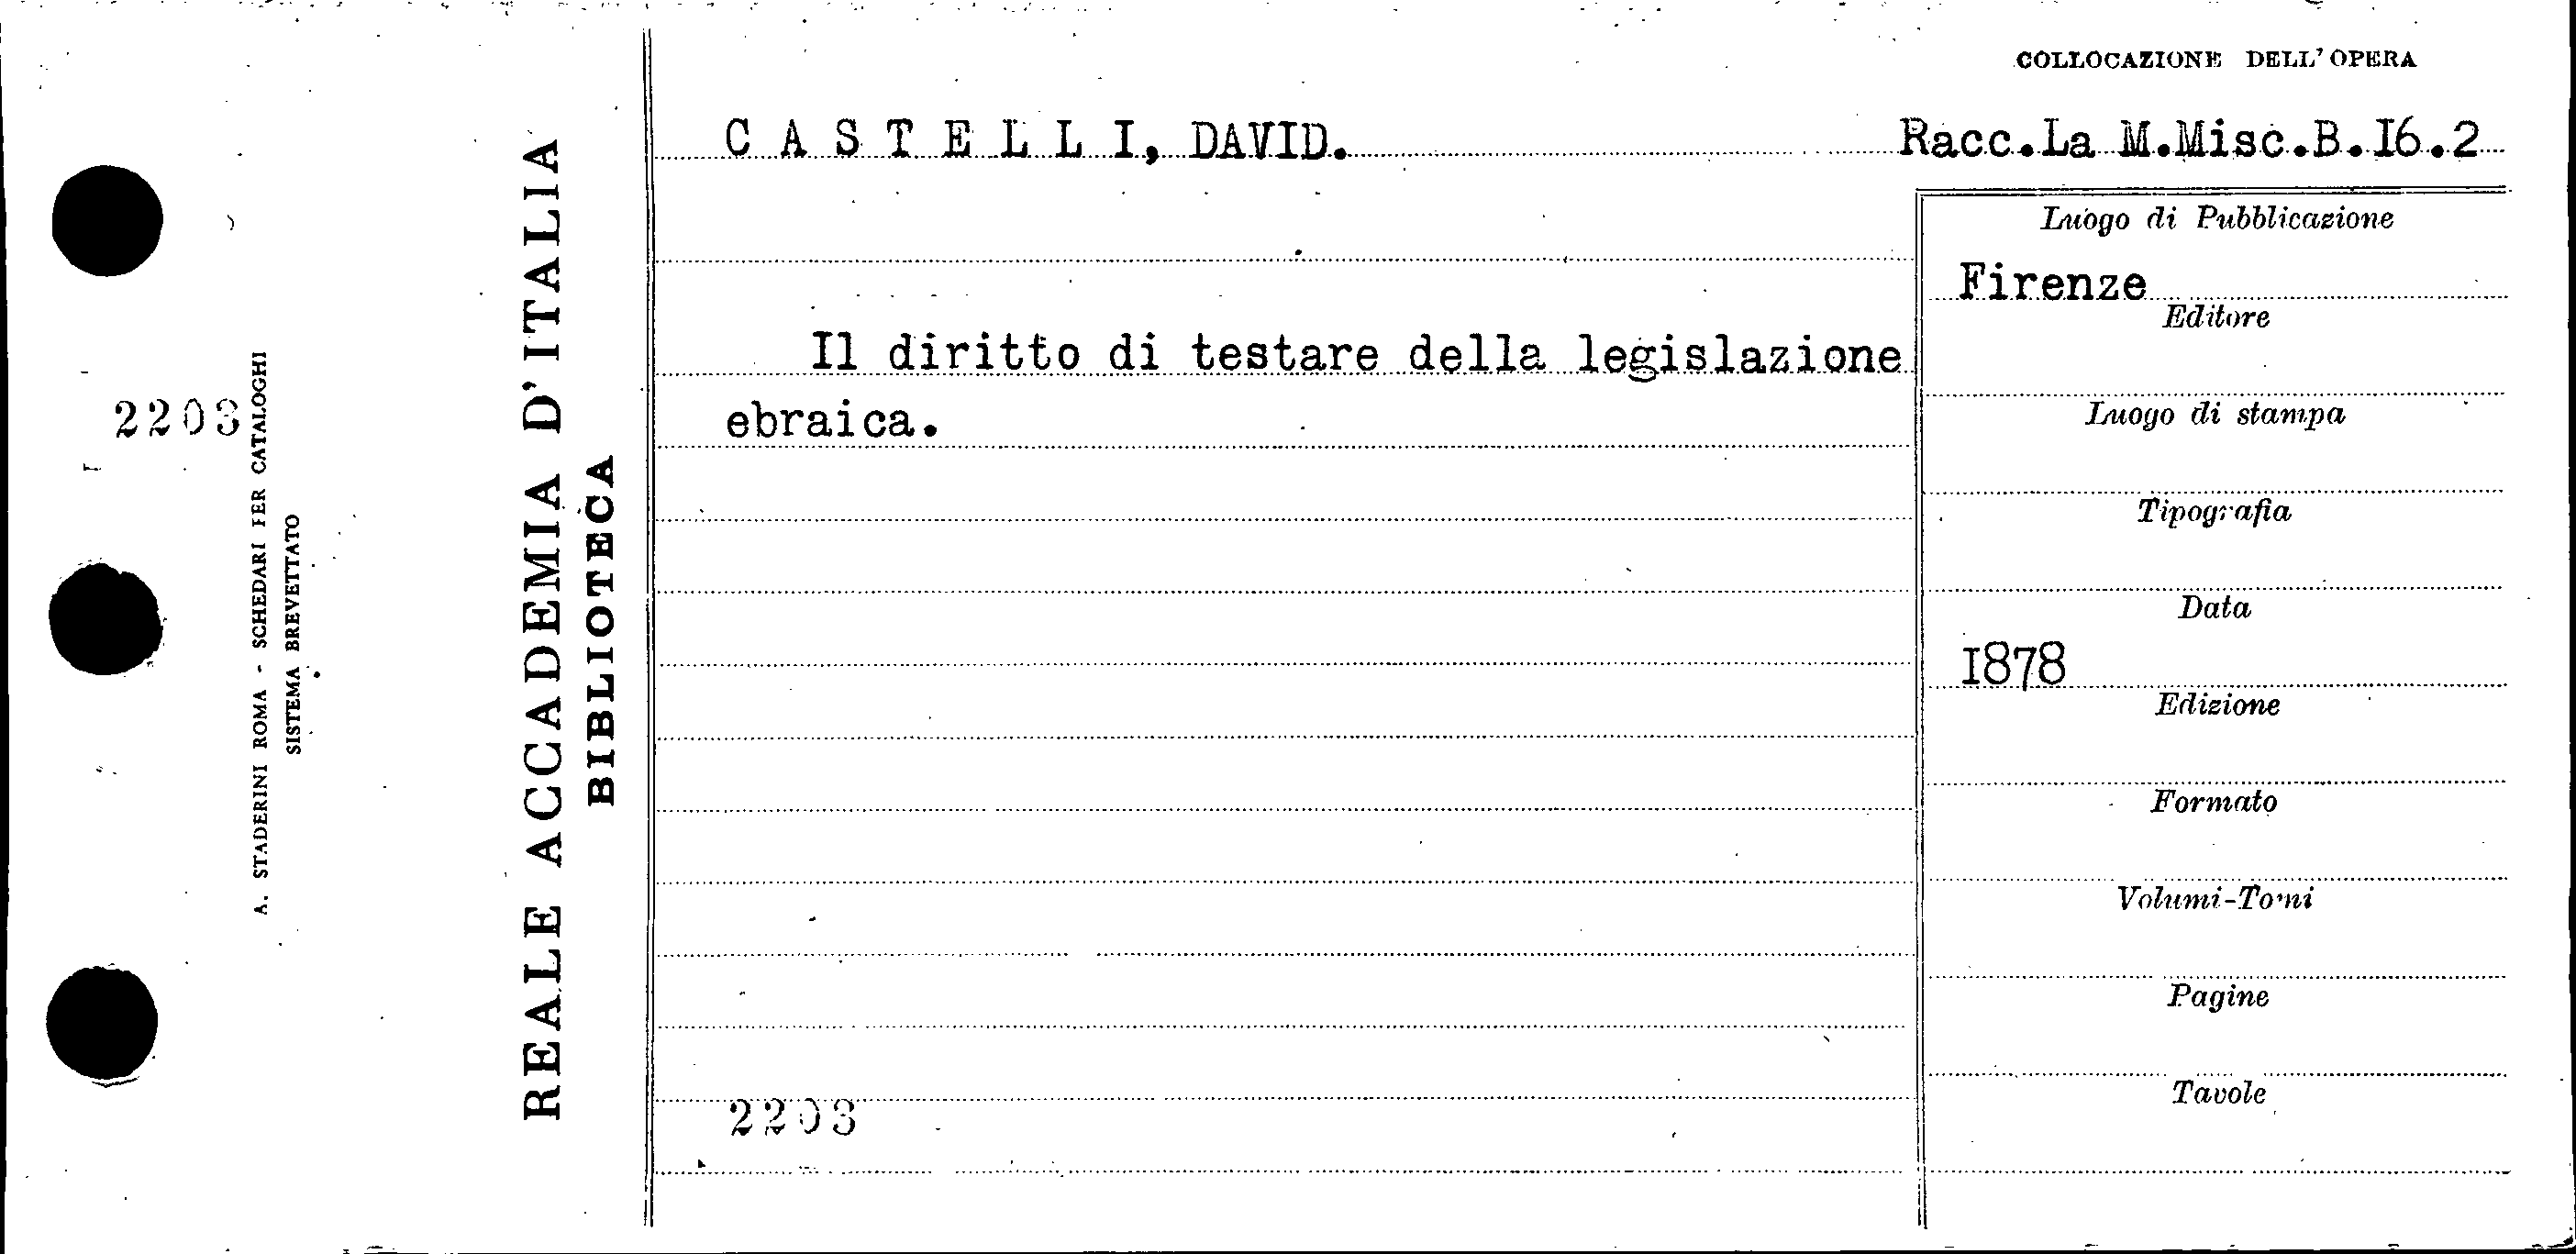 COLLOCAZIONE DELL'OPERA
C A S T E L L I, DAVID.
Racc.La M.Misc.B.I6.2
Il diritto di testare della legislazione
ebraica.
2203
Luogo di Pubblicazione
Firenze
Editore
Luogo di stampa
Tipografia
Data
I878
Edizione
Formato
Volumi-Tomi
Pagine
Tavole
REALE ACCADEMIA D'ITALIA
BIBLIOTECA
2203
A. STADERINI ROMA - SCHEDARI PER CATALOGHI
SISTEMA BREVETTATO